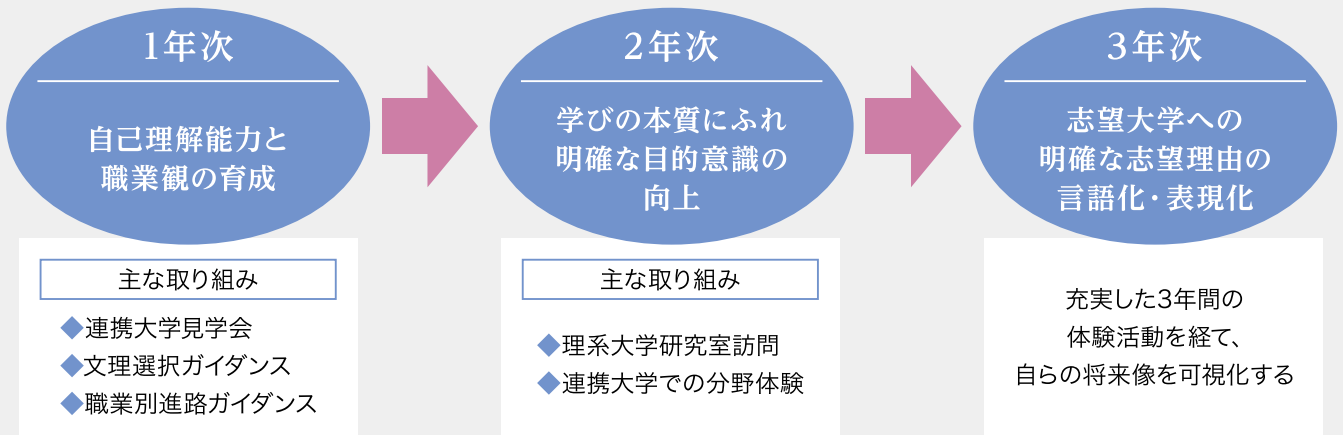 1年次
自己理解能力と
職業観の育成
主な取り組み
◆連携大学見学会
◆文理選択ガイダンス
◆職業別進路ガイダンス
2年次
学びの本質にふれ
明確な目的意識の
向上
主な取り組み
◆理系大学研究室訪問
◆連携大学での分野体験
3年次
志望大学への
明確な志望理由の
言語化・表現化
充実した3年間の
体験活動を経て、
自らの将来像を可視化する